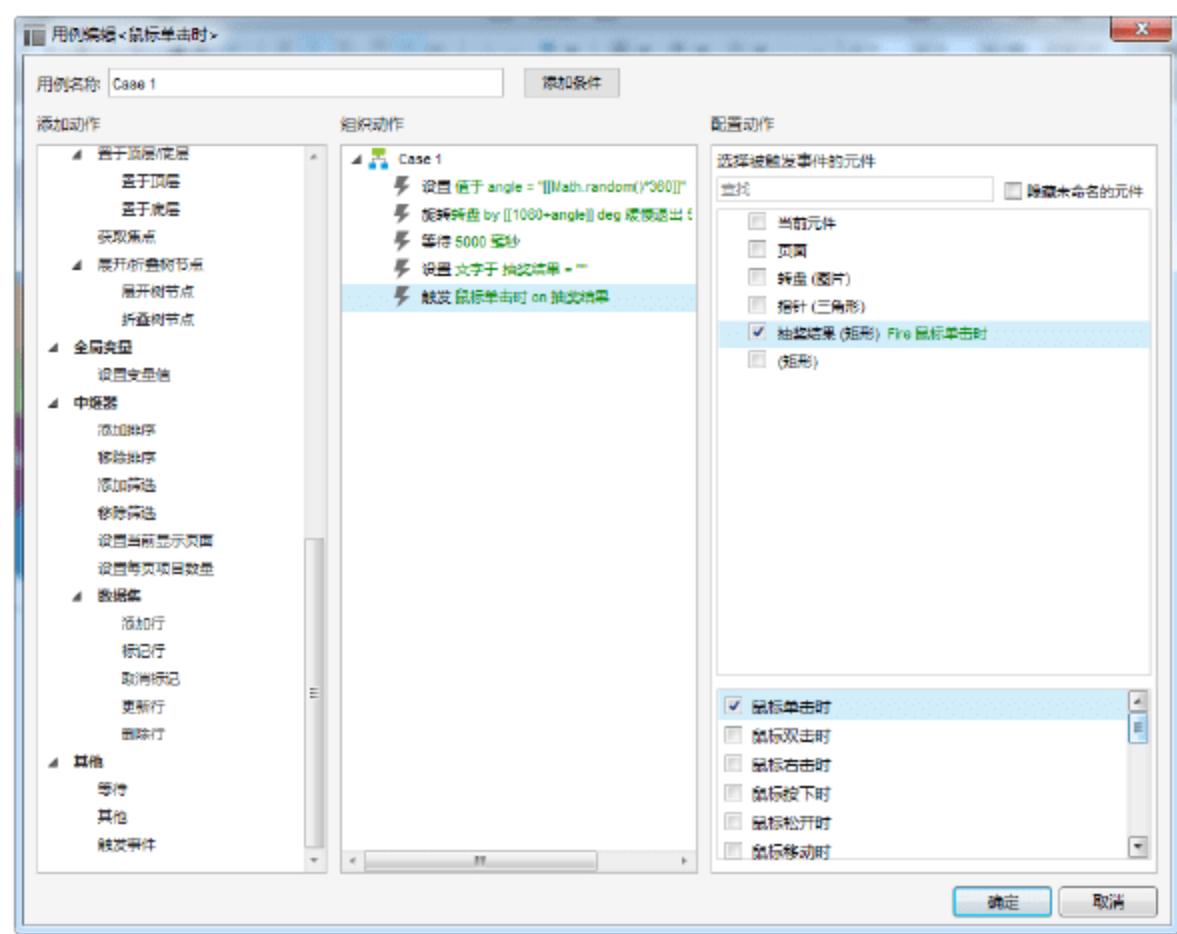 用例编辑<鼠标单击时>
用例名称 Case 1 添加条件
添加动作
置于顶层/底层
置于顶层
置于底层
获取焦点
展开/折叠树节点
展开树节点
折叠树节点
全局变量
设置变量值
中继器
添加排序
移除排序
添加筛选
移除筛选
设置当前显示页面
设置每页项目数量
数据集
添加行
标记行
取消标记
更新行
删除行
其他
等待
其他
触发事件
组织动作
Case 1
设置 值于 angle = "[[Math.random()*360]]"
旋转转盘 by [[1080+angle]] deg 缓慢退出 5
等待 5000 毫秒
设置 文字于 抽奖结果 = ""
触发 鼠标单击时 on 抽奖结果
配置动作
选择被触发事件的元件
查找 隐藏未命名的元件
当前元件
页面
转盘 (图片)
指针 (三角形)
抽奖结果 (矩形) Fire 鼠标单击时
(矩形)
鼠标单击时
鼠标双击时
鼠标右击时
鼠标按下时
鼠标松开时
鼠标移动时
确定 取消